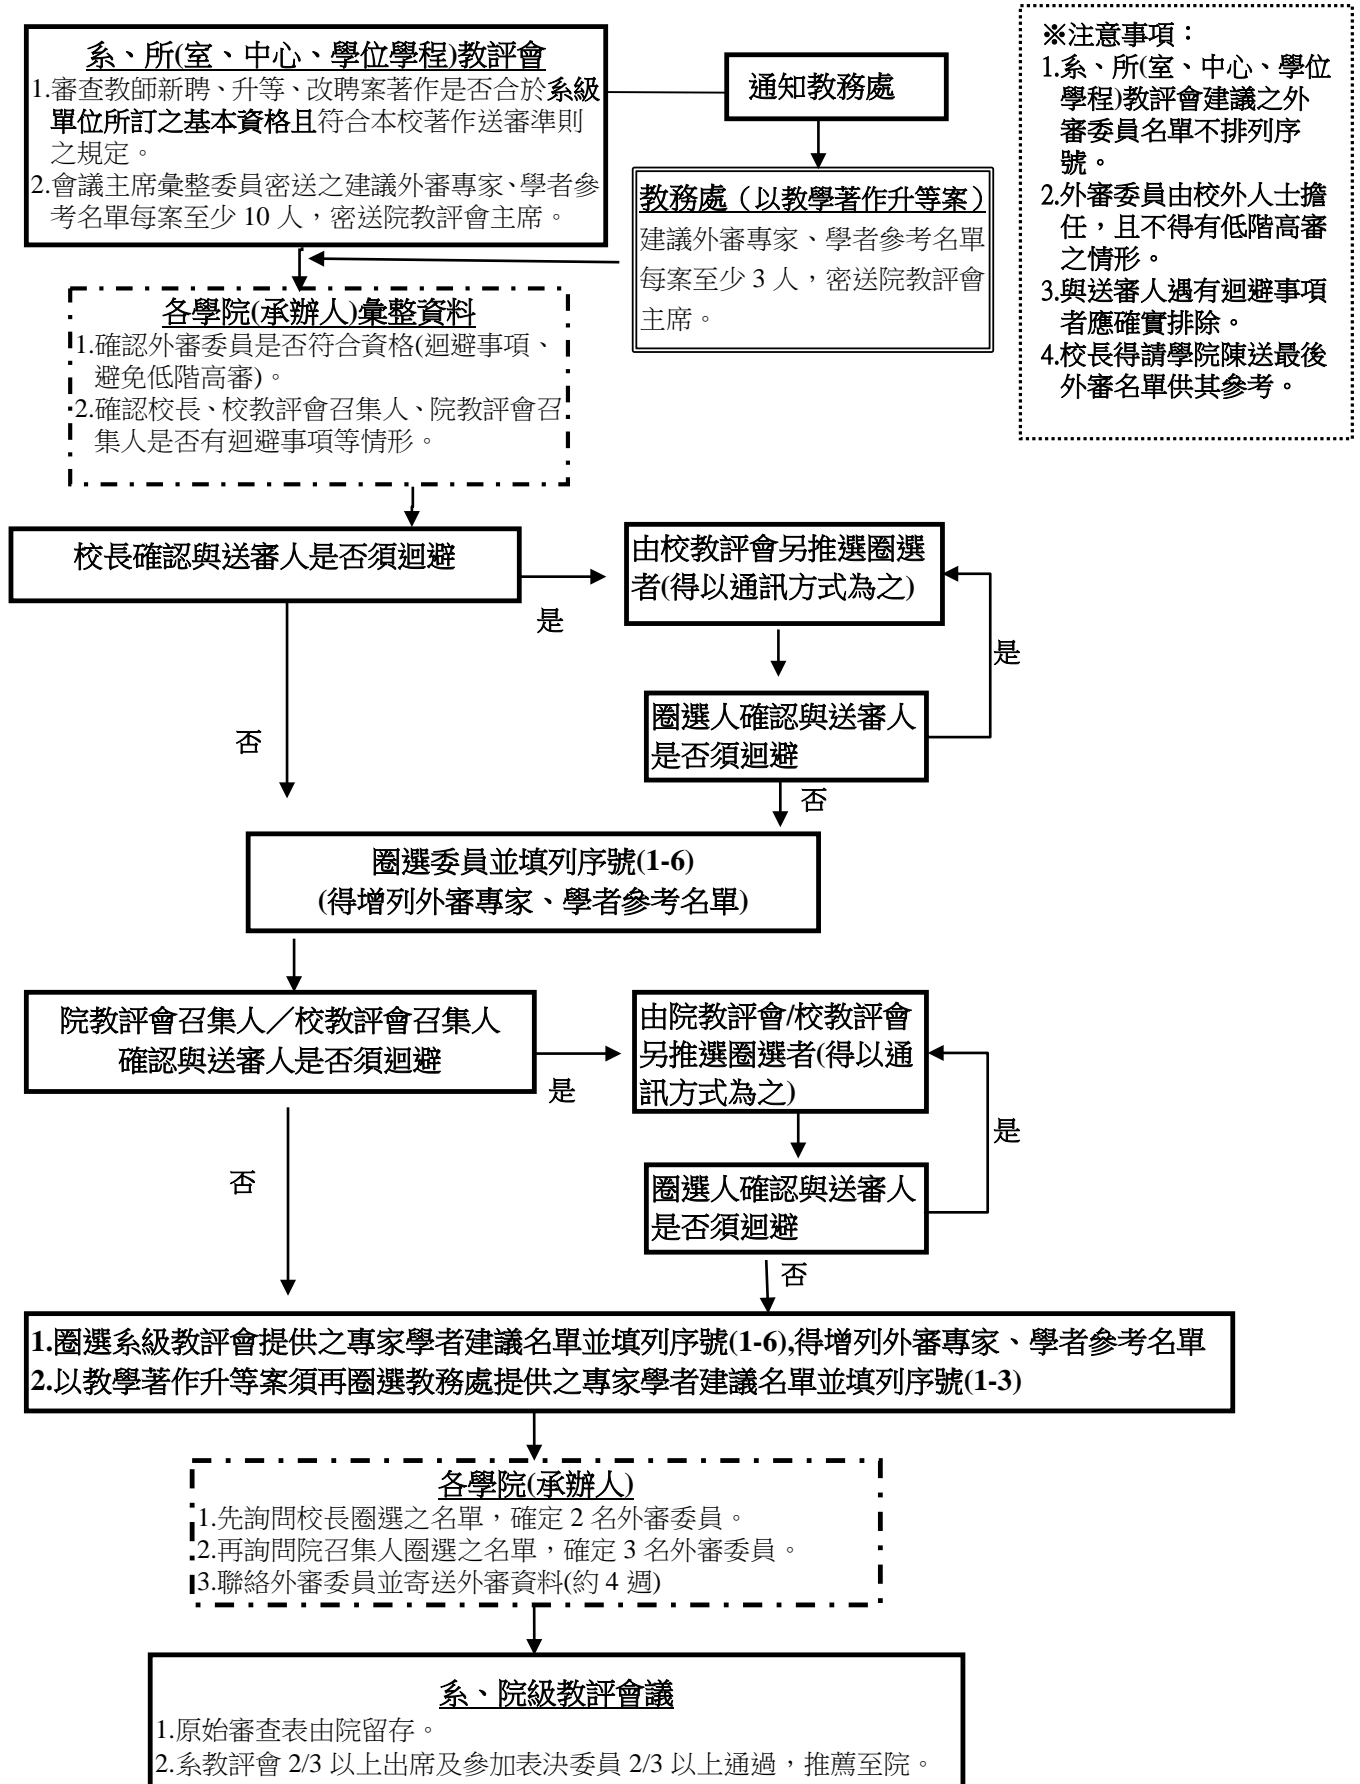 系、所(室、中心、學位學程)教評會
1.審查教師新聘、升等、改聘案著作是否合於系級
單位所訂之基本資格且符合本校著作送審準則
之規定。
2.會議主席彙整委員密送之建議外審專家、學者參
考名單每案至少 10 人，密送院教評會主席。
通知教務處
教務處（以教學著作升等案）
建議外審專家、學者參考名單
每案至少 3 人，密送院教評會
主席。
※注意事項：
1.系、所(室、中心、學位
學程)教評會建議之外
審委員名單不排列序
號。
2.外審委員由校外人士擔
任，且不得有低階高審
之情形。
3.與送審人遇有迴避事項
者應確實排除。
4.校長得請學院陳送最後
外審名單供其參考。
各學院(承辦人)彙整資料
1.確認外審委員是否符合資格(迴避事項、
避免低階高審)。
2.確認校長、校教評會召集人、院教評會召
集人是否有迴避事項等情形。
校長確認與送審人是否須迴避
是
由校教評會另推選圈選
者(得以通訊方式為之)
是
否
圈選人確認與送審人
是否須迴避
否
圈選委員並填列序號(1-6)
(得增列外審專家、學者參考名單)
院教評會召集人／校教評會召集人
確認與送審人是否須迴避
是
由院教評會/校教評會
另推選圈選者(得以通
訊方式為之)
是
否
圈選人確認與送審人
是否須迴避
否
1.圈選系級教評會提供之專家學者建議名單並填列序號(1-6),得增列外審專家、學者參考名單
2.以教學著作升等案須再圈選教務處提供之專家學者建議名單並填列序號(1-3)
各學院(承辦人)
1.先詢問校長圈選之名單，確定 2 名外審委員。
2.再詢問院召集人圈選之名單，確定 3 名外審委員。
3.聯絡外審委員並寄送外審資料(約 4 週)
系、院級教評會議
1.原始審查表由院留存。
2.系教評會 2/3 以上出席及參加表決委員 2/3 以上通過，推薦至院。